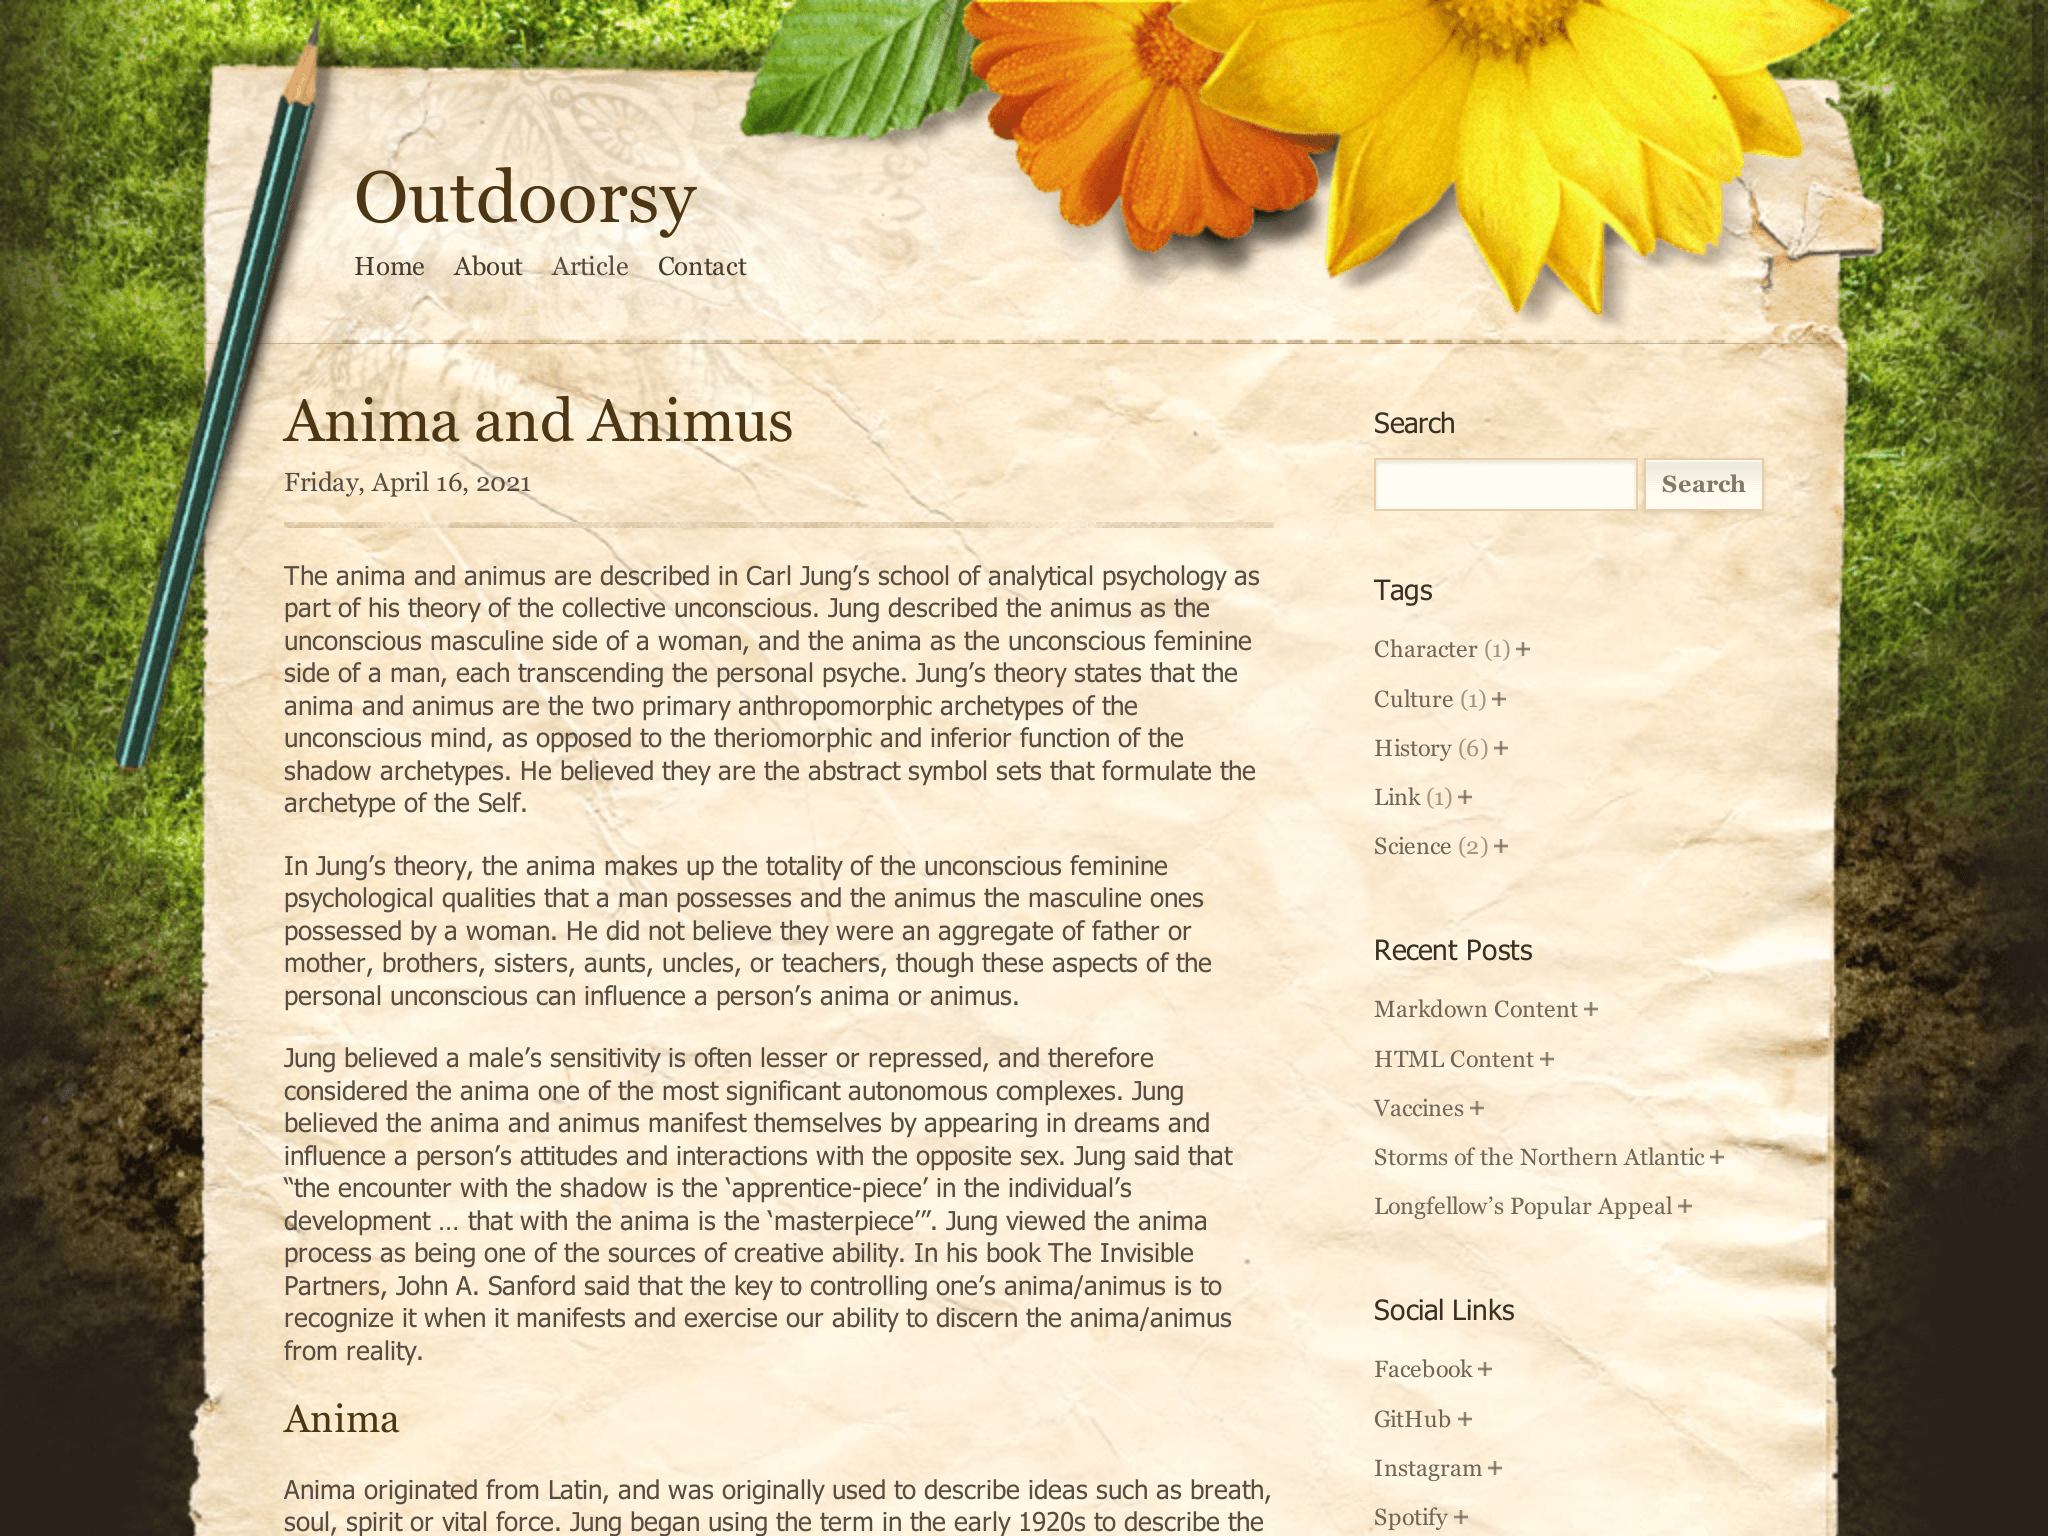 Outdoorsy
Home About Article Contact
Anima and Animus
Friday, April 16, 2021
The anima and animus are described in Carl Jung’s school of analytical psychology as
part of his theory of the collective unconscious. Jung described the animus as the
unconscious masculine side of a woman, and the anima as the unconscious feminine
side of a man, each transcending the personal psyche. Jung’s theory states that the
anima and animus are the two primary anthropomorphic archetypes of the
unconscious mind, as opposed to the theriomorphic and inferior function of the
shadow archetypes. He believed they are the abstract symbol sets that formulate the
archetype of the Self.
In Jung’s theory, the anima makes up the totality of the unconscious feminine
psychological qualities that a man possesses and the animus the masculine ones
possessed by a woman. He did not believe they were an aggregate of father or
mother, brothers, sisters, aunts, uncles, or teachers, though these aspects of the
personal unconscious can influence a person’s anima or animus.
Jung believed a male’s sensitivity is often lesser or repressed, and therefore
considered the anima one of the most significant autonomous complexes. Jung
believed the anima and animus manifest themselves by appearing in dreams and
influence a person’s attitudes and interactions with the opposite sex. Jung said that
“the encounter with the shadow is the ‘apprentice-piece’ in the individual’s
development … that with the anima is the ‘masterpiece’”. Jung viewed the anima
process as being one of the sources of creative ability. In his book The Invisible
Partners, John A. Sanford said that the key to controlling one’s anima/animus is to
recognize it when it manifests and exercise our ability to discern the anima/animus
from reality.
Anima
Anima originated from Latin, and was originally used to describe ideas such as breath,
soul, spirit or vital force. Jung began using the term in the early 1920s to describe the
Search
Search
Tags
Character (1) +
Culture (1) +
History (6) +
Link (1) +
Science (2) +
Recent Posts
Markdown Content +
HTML Content +
Vaccines +
Storms of the Northern Atlantic +
Longfellow’s Popular Appeal +
Social Links
Facebook +
GitHub +
Instagram +
Spotify +